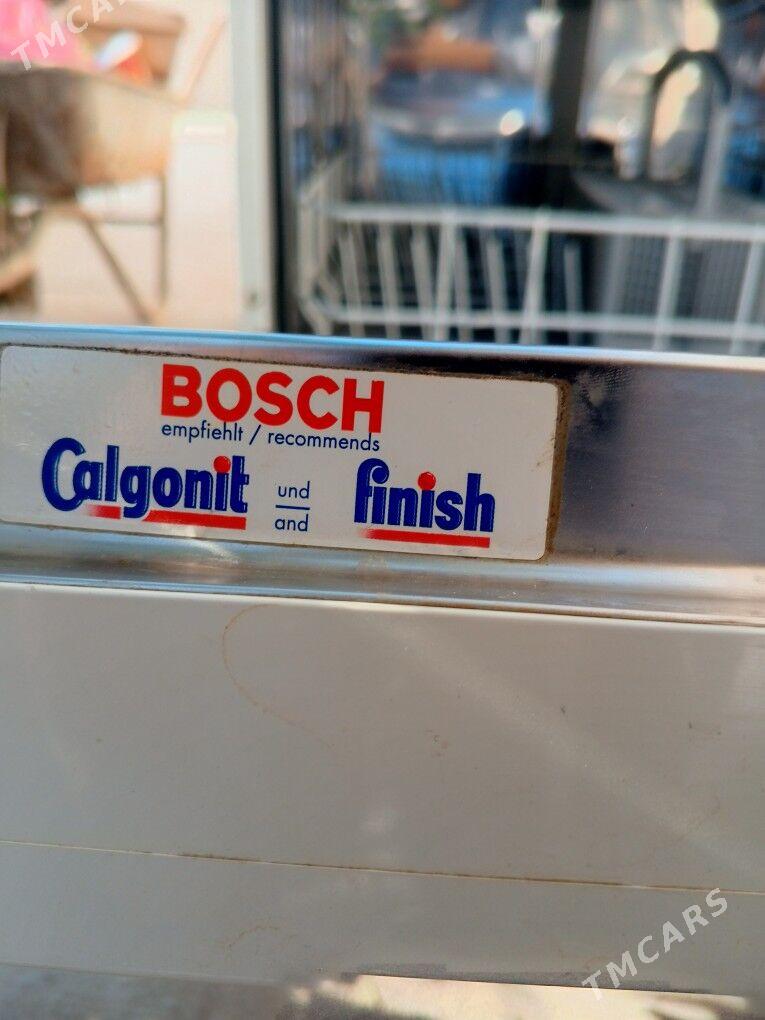 TMCARS
BOSCH
empfiehlt / recommends
Calgonit und finish
and
TMCARS